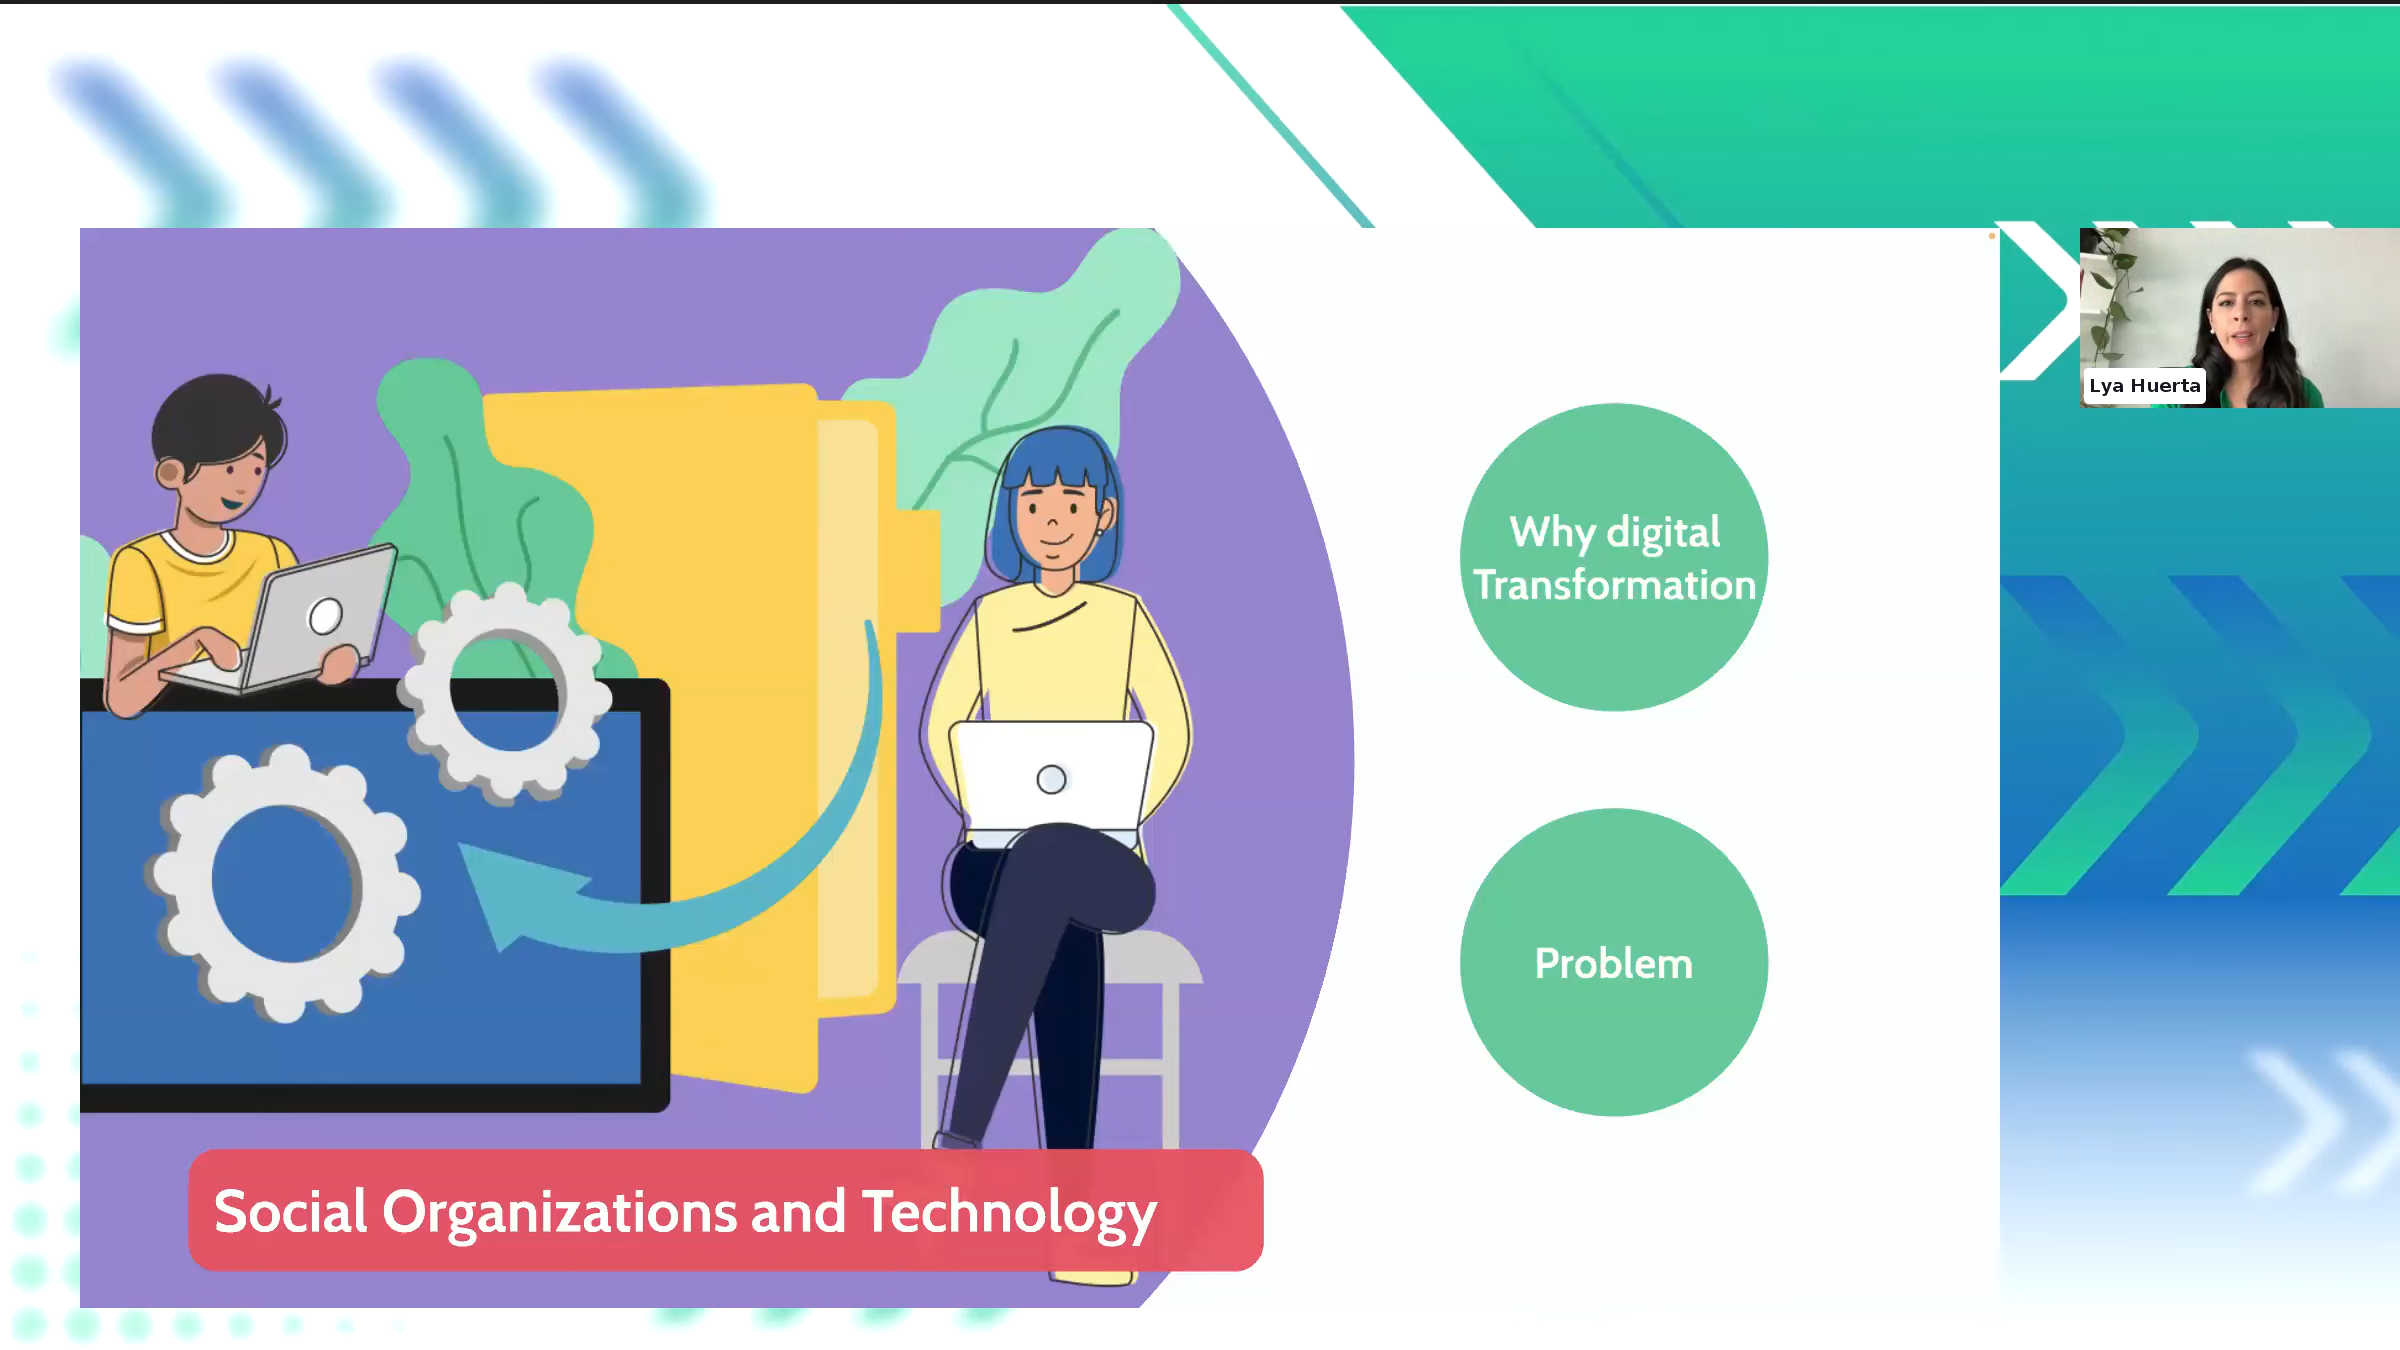 Why digital
Transformation
Problem
Social Organizations and Technology
Lya Huerta